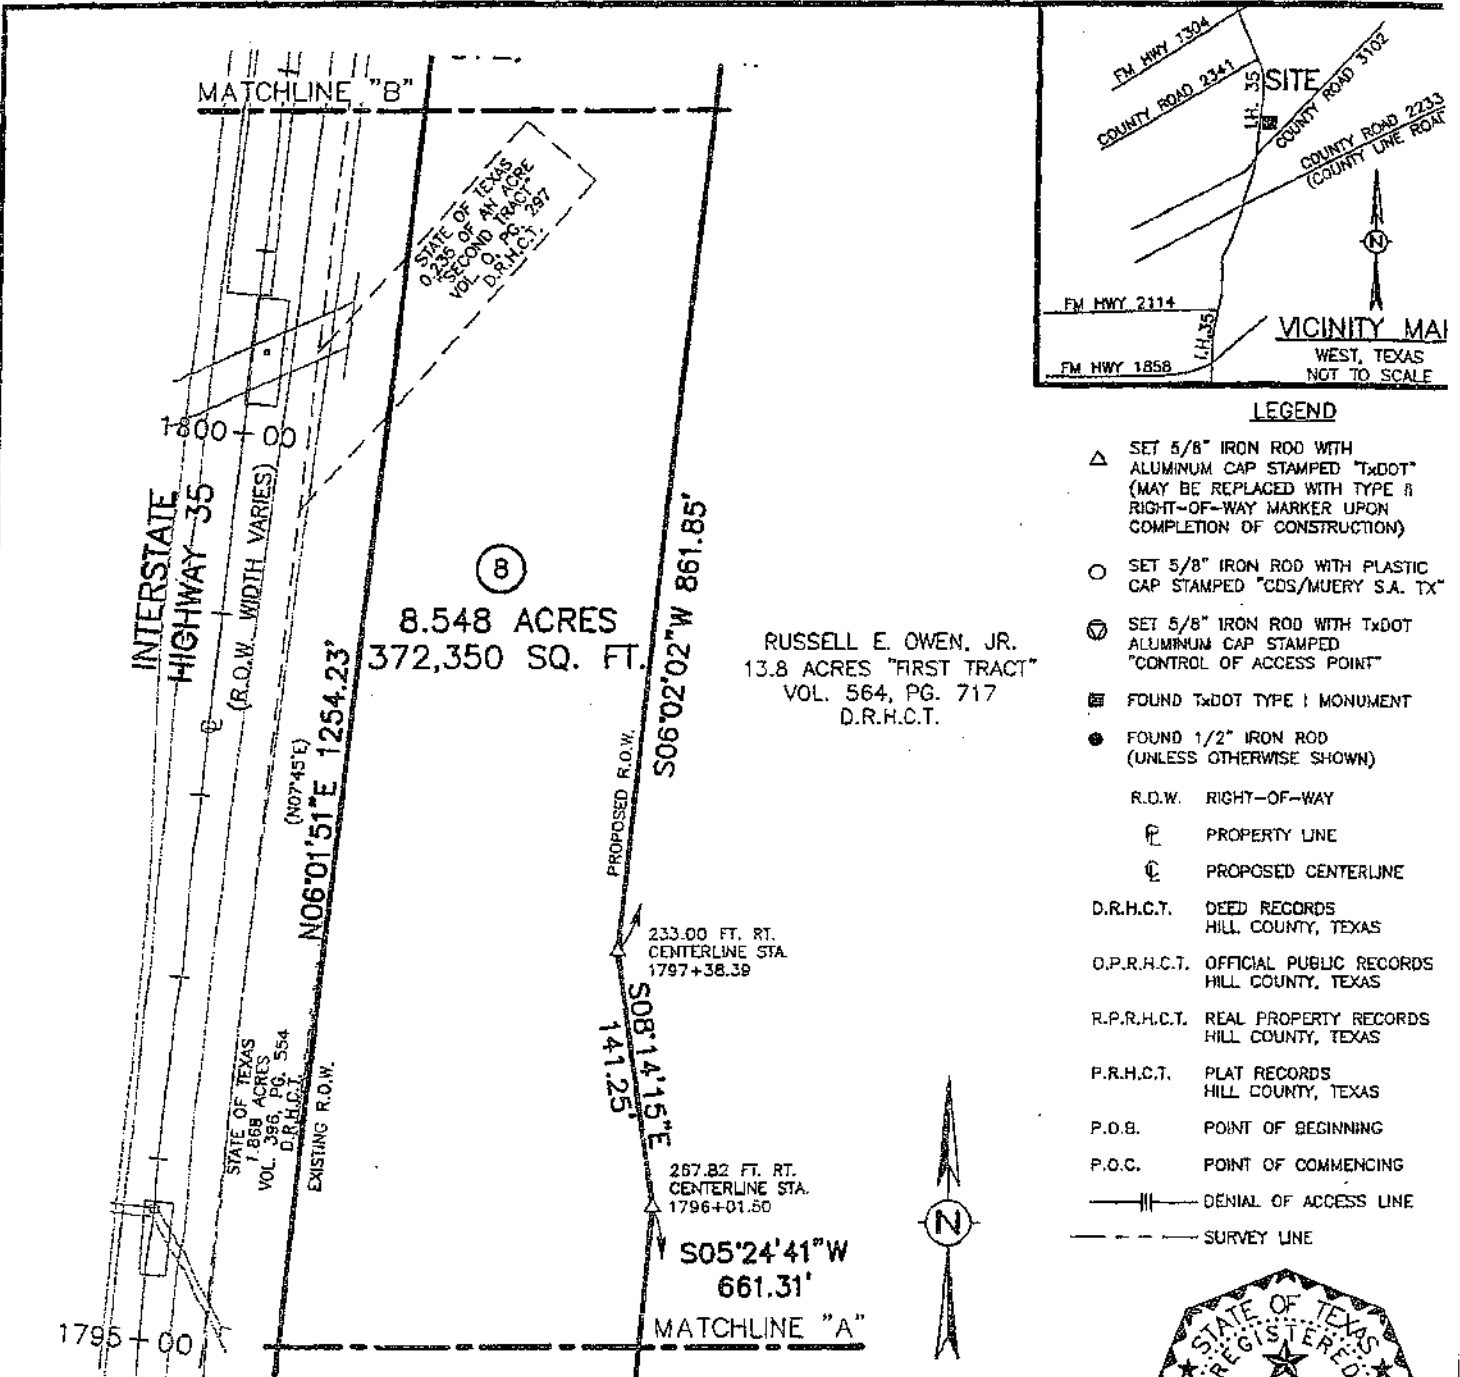 MATCHLINE "B"
STATE OF TEXAS
0.235 OF AN ACRE
"SECOND TRACT"
VOL. O, PG. 297
D.R.H.C.T.
1800+00
INTERSTATE
HIGHWAY 35
(R.O.W. WIDTH VARIES)
8
8.548 ACRES
372,350 SQ. FT.
N06°01'51"E 1254.23'
(N07°45'E)
EXISTING R.O.W.
S06°02'02"W 861.85'
PROPOSED R.O.W.
RUSSELL E. OWEN, JR.
13.8 ACRES "FIRST TRACT"
VOL. 564, PG. 717
D.R.H.C.T.
233.00 FT. RT.
CENTERLINE STA.
1797+38.39
S08°14'15"E
141.25'
STATE OF TEXAS
1.868 ACRES
VOL. 396, PG. 554
D.R.H.C.T.
267.82 FT. RT.
CENTERLINE STA.
1796+01.50
S05°24'41"W
661.31'
MATCHLINE "A"
1795+00
N
FM HWY 1304
COUNTY ROAD 2341
I.H. 35
SITE
COUNTY ROAD 3102
COUNTY ROAD 2233
(COUNTY LINE ROA
N
FM HWY 2114
I.H.35
FM HWY 1858
VICINITY MA
WEST, TEXAS
NOT TO SCALE
LEGEND
SET 5/8" IRON ROD WITH
ALUMINUM CAP STAMPED "TxDOT"
(MAY BE REPLACED WITH TYPE II
RIGHT-OF-WAY MARKER UPON
COMPLETION OF CONSTRUCTION)
SET 5/8" IRON ROD WITH PLASTIC
CAP STAMPED "CDS/MUERY S.A. TX"
SET 5/8" IRON ROD WITH TxDOT
ALUMINUM CAP STAMPED
"CONTROL OF ACCESS POINT"
FOUND TxDOT TYPE I MONUMENT
FOUND 1/2" IRON ROD
(UNLESS OTHERWISE SHOWN)
R.O.W. RIGHT-OF-WAY
PROPERTY LINE
PROPOSED CENTERLINE
D.R.H.C.T. DEED RECORDS
HILL COUNTY, TEXAS
O.P.R.H.C.T. OFFICIAL PUBLIC RECORDS
HILL COUNTY, TEXAS
R.P.R.H.C.T. REAL PROPERTY RECORDS
HILL COUNTY, TEXAS
P.R.H.C.T. PLAT RECORDS
HILL COUNTY, TEXAS
P.O.B. POINT OF BEGINNING
P.O.C. POINT OF COMMENCING
DENIAL OF ACCESS LINE
SURVEY LINE
STATE OF TEXAS
REGISTERED